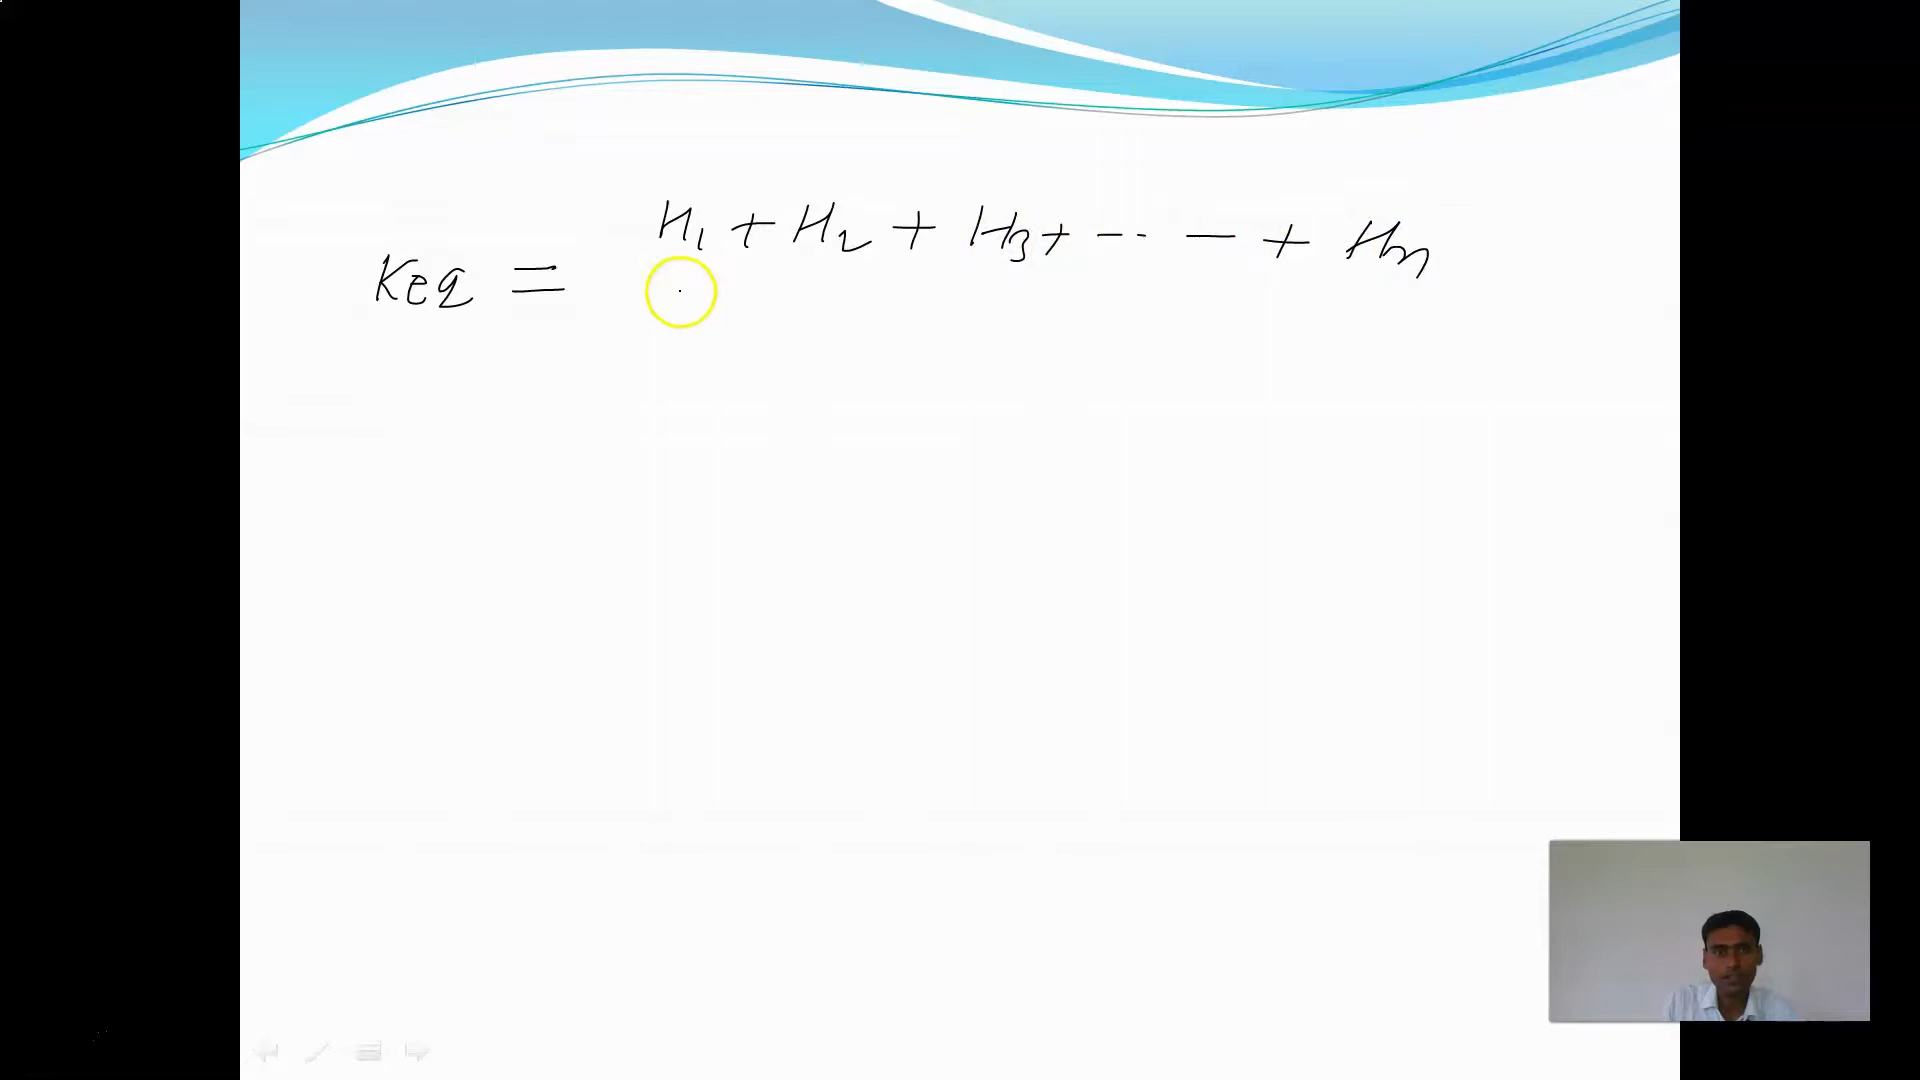 Keq = H1 + H2 + H3 + -- - - + Hn